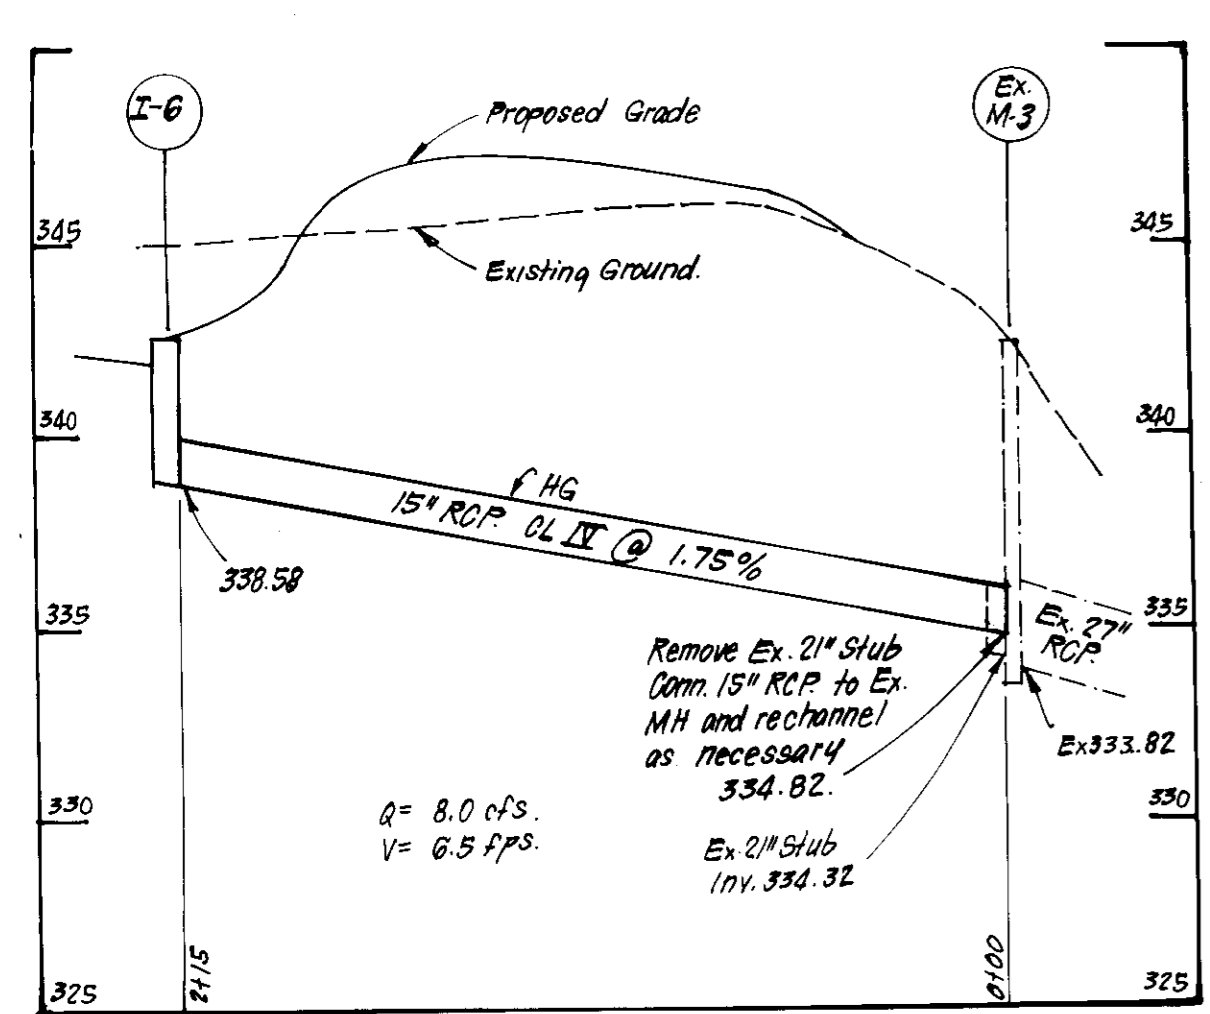 I-6
Ex.
M-3
Proposed Grade
345
345
Existing Ground.
340
340
HG
15" RCP. CL IV @ 1.75%
338.58
335
335
Ex. 27"
RCP.
Remove Ex. 21" Stub
Conn. 15" RCP. to Ex.
MH and rechannel
as necessary
334.82.
Ex333.82
330
330
Q= 8.0 cfs.
V= 6.5 fps.
Ex. 21" Stub
Inv. 334.32
2+15
0+00
325
325